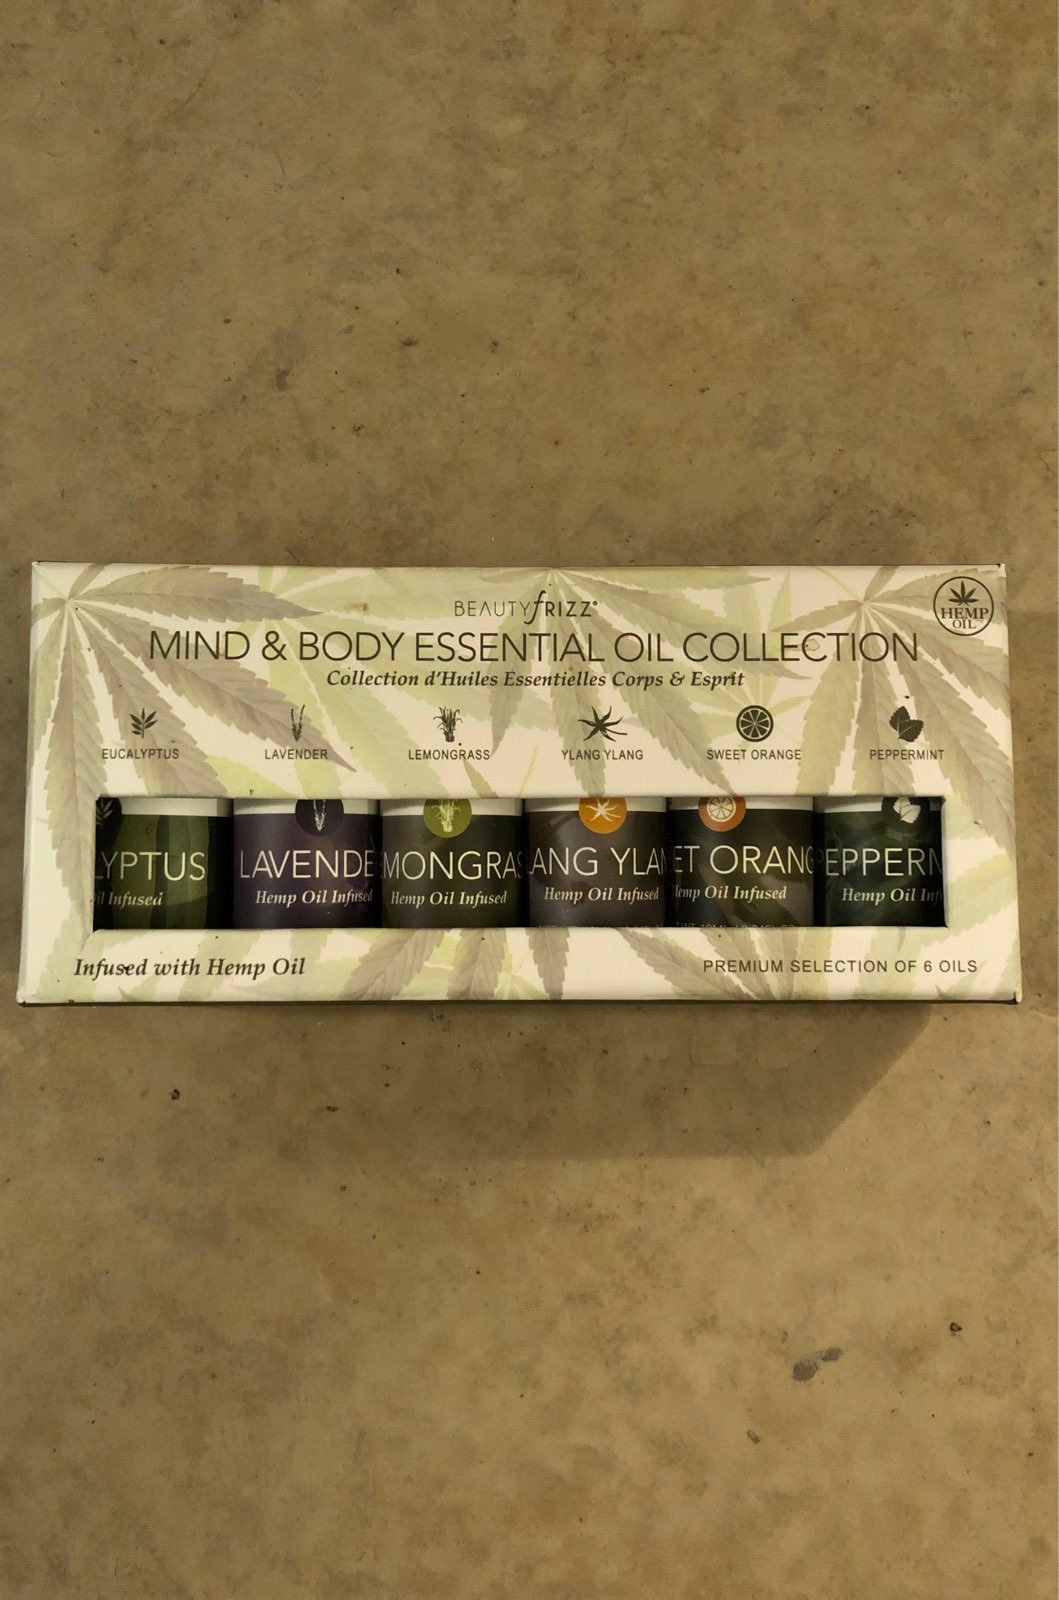 BEAUTYfRIZZ®
HEMP
OIL
MIND & BODY ESSENTIAL OIL COLLECTION
Collection d'Huiles Essentielles Corps & Esprit
EUCALYPTUS LAVENDER LEMONGRASS YLANG YLANG SWEET ORANGE PEPPERMINT
LYPTUS LAVENDE MONGRAS LANG YLAN ET ORANG PEPPERM
il Infused Hemp Oil Infused Hemp Oil Infused Hemp Oil Infused Hemp Oil Infused Hemp Oil Inf
Infused with Hemp Oil PREMIUM SELECTION OF 6 OILS